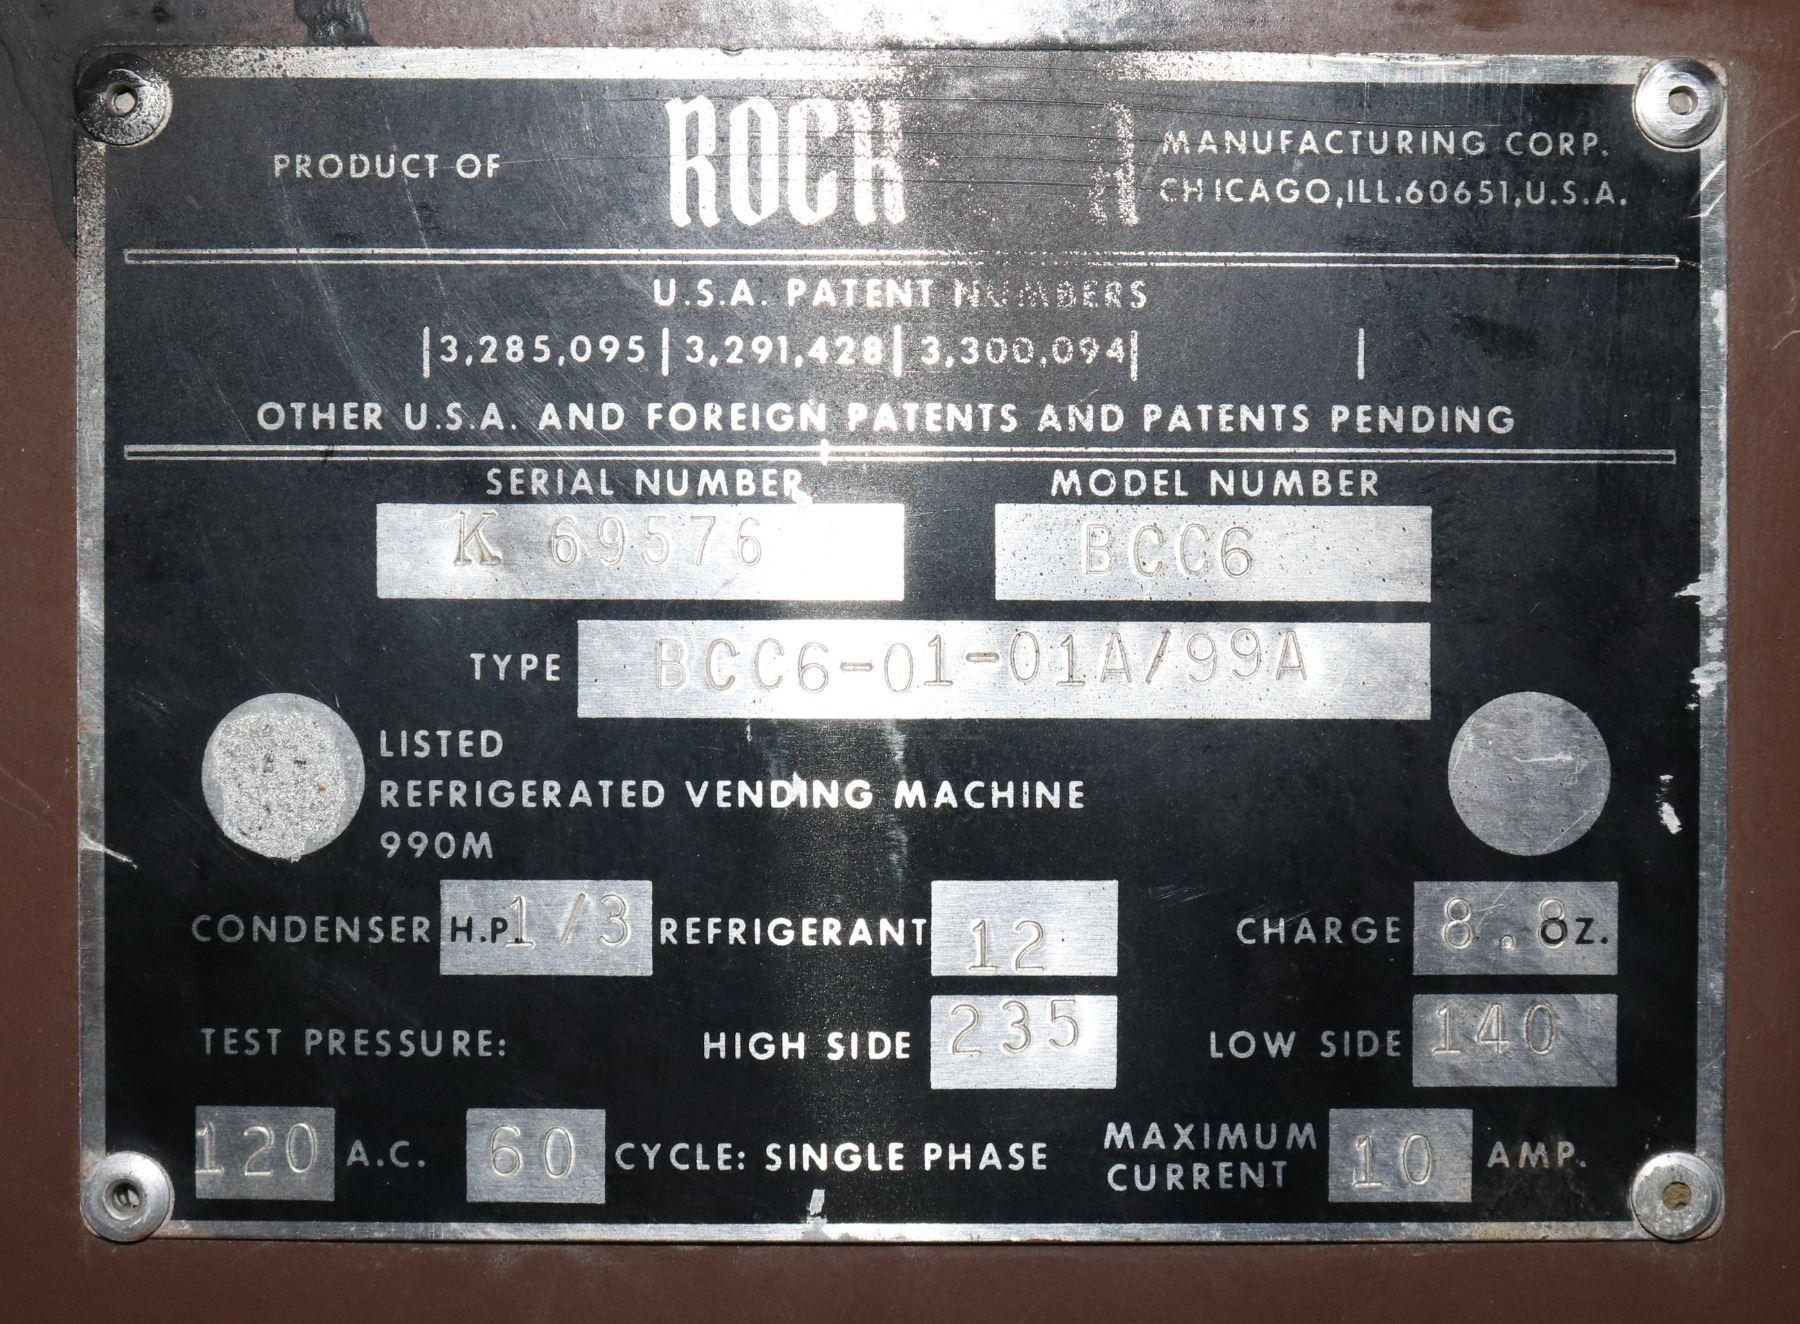 PRODUCT OF
MANUFACTURING CORP.
CHICAGO,ILL.60651,U.S.A.
U.S.A. PATENT NUMBERS
|3,285,095| 3,291,428| 3,300,094| |
OTHER U.S.A. AND FOREIGN PATENTS AND PATENTS PENDING
SERIAL NUMBER MODEL NUMBER
K 69576 BCC6
TYPE BCC6-01-01A/99A
LISTED
REFRIGERATED VENDING MACHINE
990M
CONDENSER H.P. 1/3 REFRIGERANT 12 CHARGE 8.8 OZ.
TEST PRESSURE: HIGH SIDE 235 LOW SIDE 140
120 A.C. 60 CYCLE: SINGLE PHASE MAXIMUM CURRENT 10 AMP.